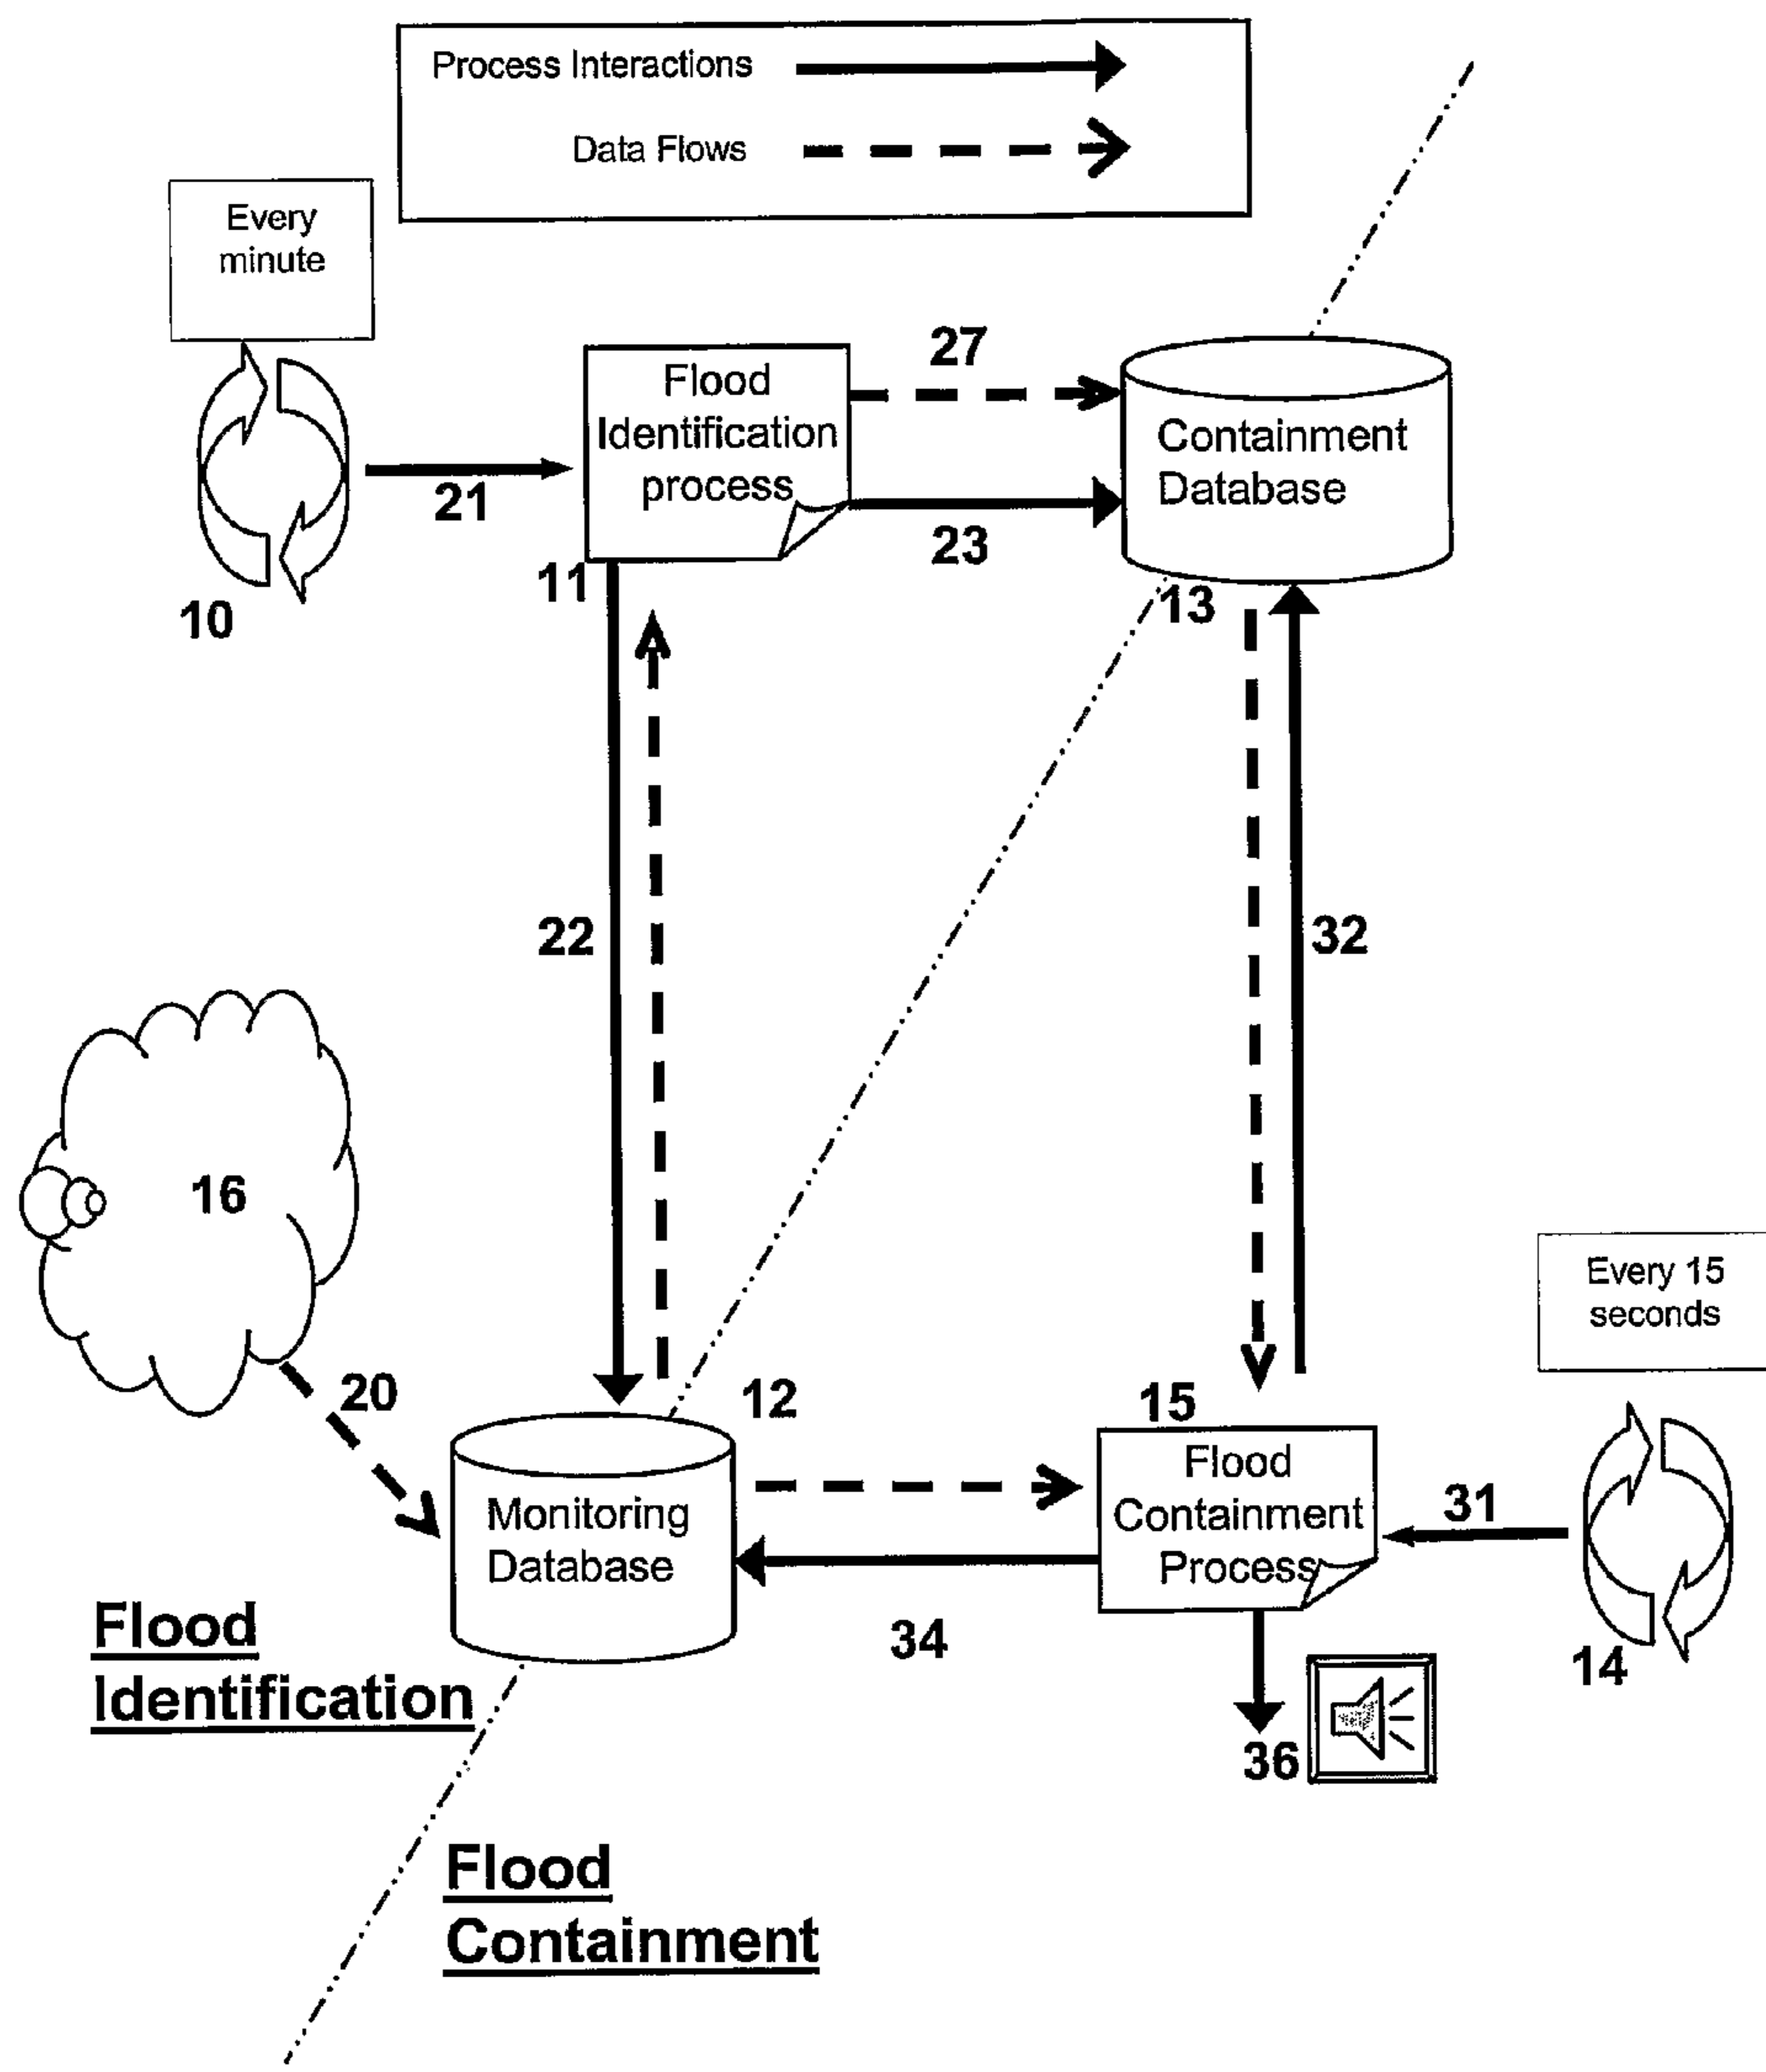 Process Interactions
Data Flows
Every
minute
27
Flood
Identification
process
Containment
Database
21
23
11
13
10
22
32
16
Every 15
seconds
20
12
15
Flood
Containment
Process
31
Monitoring
Database
34
14
Flood
Identification
36
Flood
Containment